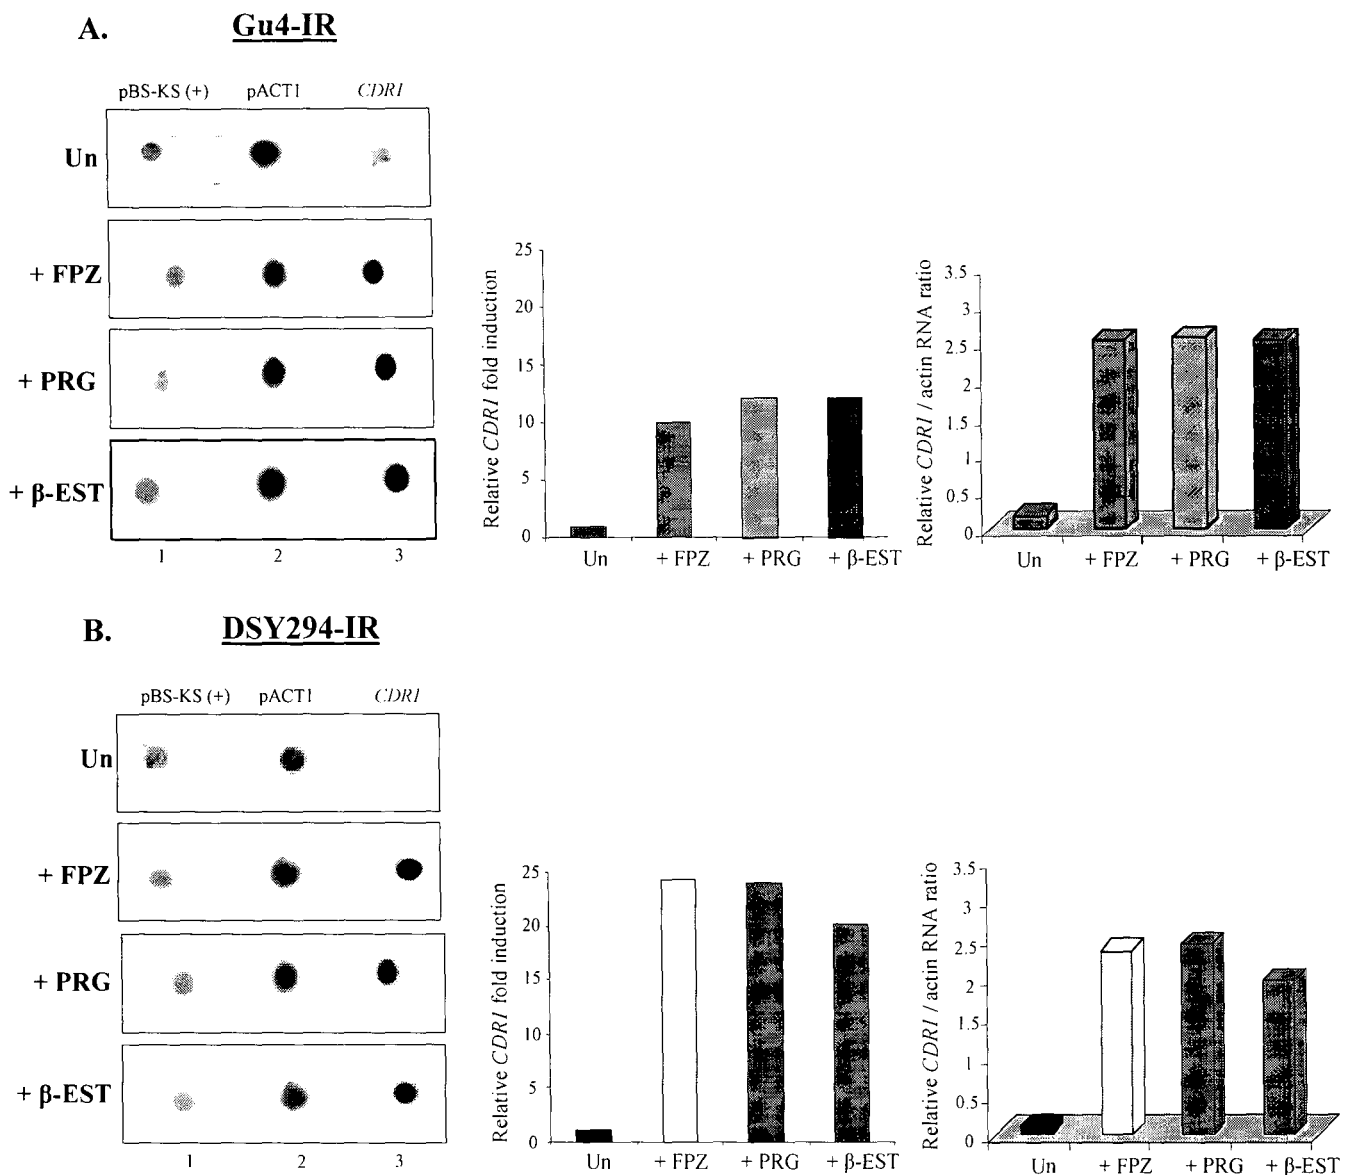 A. Gu4-IR
pBS-KS (+) pACT1 CDR1
Un
+ FPZ
+ PRG
+ β-EST
1 2 3
Relative CDR1 fold induction
25
20
15
10
5
0
Un + FPZ + PRG + β-EST
Relative CDR1 / actin RNA ratio
3.5
3
2.5
2
1.5
1
0.5
0
Un + FPZ + PRG + β-EST
B. DSY294-IR
pBS-KS (+) pACT1 CDR1
Un
+ FPZ
+ PRG
+ β-EST
1 2 3
Relative CDR1 fold induction
25
20
15
10
5
0
Un + FPZ + PRG + β-EST
Relative CDR1 / actin RNA ratio
3.5
3
2.5
2
1.5
1
0.5
0
Un + FPZ + PRG + β-EST